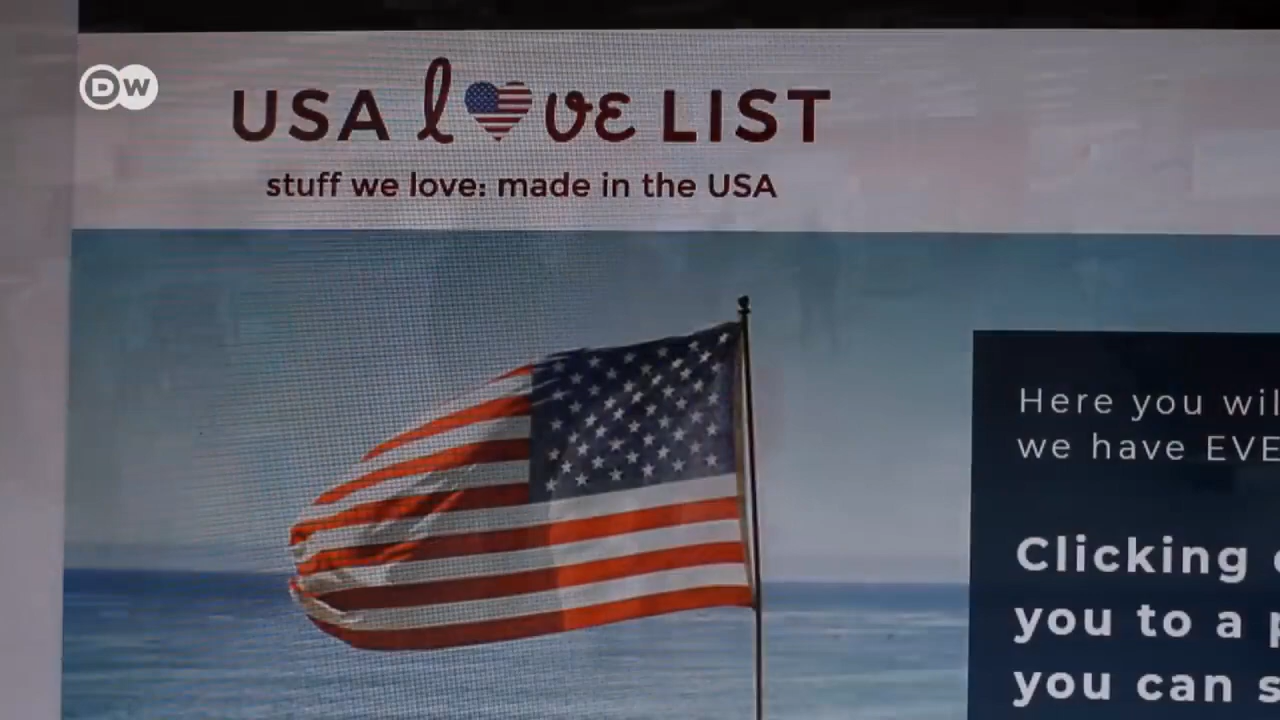 DW
USA love LIST
stuff we love: made in the USA
Here you
we have
Clicking
you to a
you can